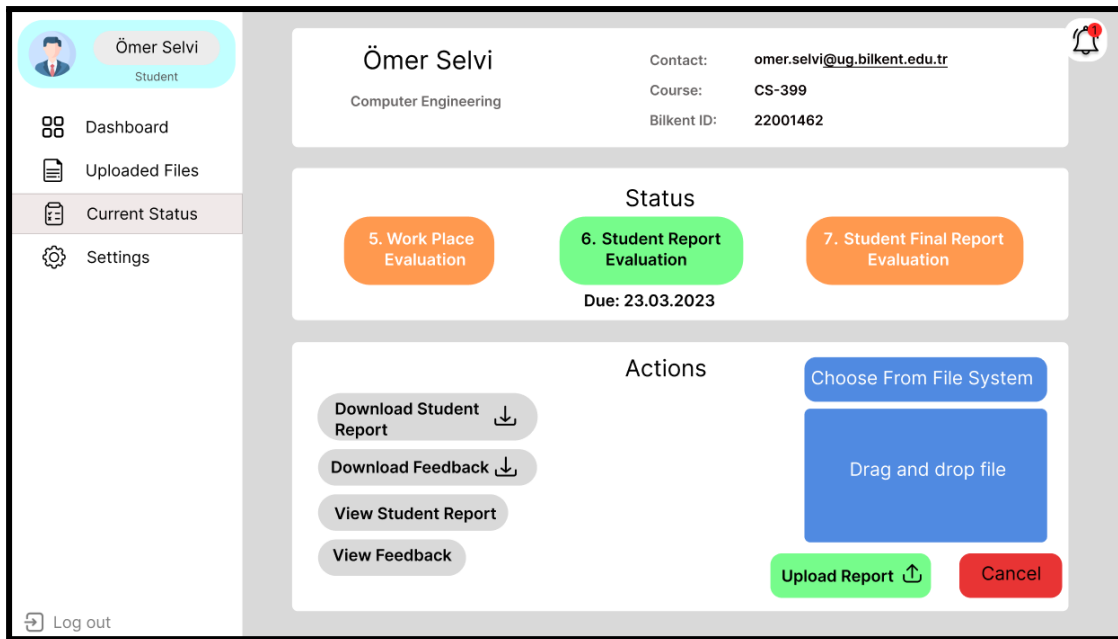 Ömer Selvi
Student
Dashboard
Uploaded Files
Current Status
Settings
Log out
1
Ömer Selvi
Computer Engineering
Contact: omer.selvi@ug.bilkent.edu.tr
Course: CS-399
Bilkent ID: 22001462
Status
5. Work Place
Evaluation
6. Student Report
Evaluation
Due: 23.03.2023
7. Student Final Report
Evaluation
Actions
Download Student
Report
Download Feedback
View Student Report
View Feedback
Choose From File System
Drag and drop file
Upload Report
Cancel